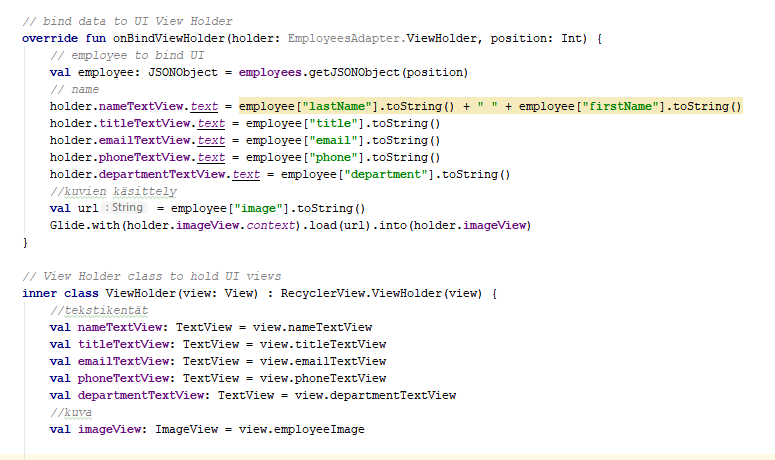 // bind data to UI View Holder
override fun onBindViewHolder(holder: EmployeesAdapter.ViewHolder, position: Int) {
// employee to bind UI
val employee: JSONObject = employees.getJSONObject(position)
// name
holder.nameTextView.text = employee["lastName"].toString() + " " + employee["firstName"].toString()
holder.titleTextView.text = employee["title"].toString()
holder.emailTextView.text = employee["email"].toString()
holder.phoneTextView.text = employee["phone"].toString()
holder.departmentTextView.text = employee["department"].toString()
//kuvien käsittely
val url : String = employee["image"].toString()
Glide.with(holder.imageView.context).load(url).into(holder.imageView)
}
// View Holder class to hold UI views
inner class ViewHolder(view: View) : RecyclerView.ViewHolder(view) {
//tekstikentät
val nameTextView: TextView = view.nameTextView
val titleTextView: TextView = view.titleTextView
val emailTextView: TextView = view.emailTextView
val phoneTextView: TextView = view.phoneTextView
val departmentTextView: TextView = view.departmentTextView
//kuva
val imageView: ImageView = view.employeeImage